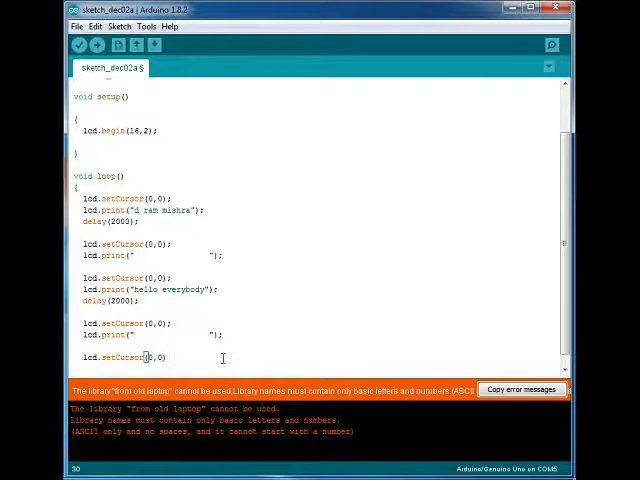 sketch_dec02a | Arduino 1.8.2
File Edit Sketch Tools Help
sketch_dec02a §
void setup()
{
lcd.begin(16,2);
}
void loop()
{
lcd.setCursor(0,0);
lcd.print("d ram mishra");
delay(2000);
lcd.setCursor(0,0);
lcd.print("                ");
lcd.setCursor(0,0);
lcd.print("hello everybody");
delay(2000);
lcd.setCursor(0,0);
lcd.print("                ");
lcd.setCursor(0,0)
The library "from old laptop" cannot be used.Library names must contain only basic letters and numbers.(ASCII
Copy error messages
The library "from old laptop" cannot be used.
Library names must contain only basic letters and numbers.
(ASCII only and no spaces, and it cannot start with a number)
30
Arduino/Genuino Uno on COM5